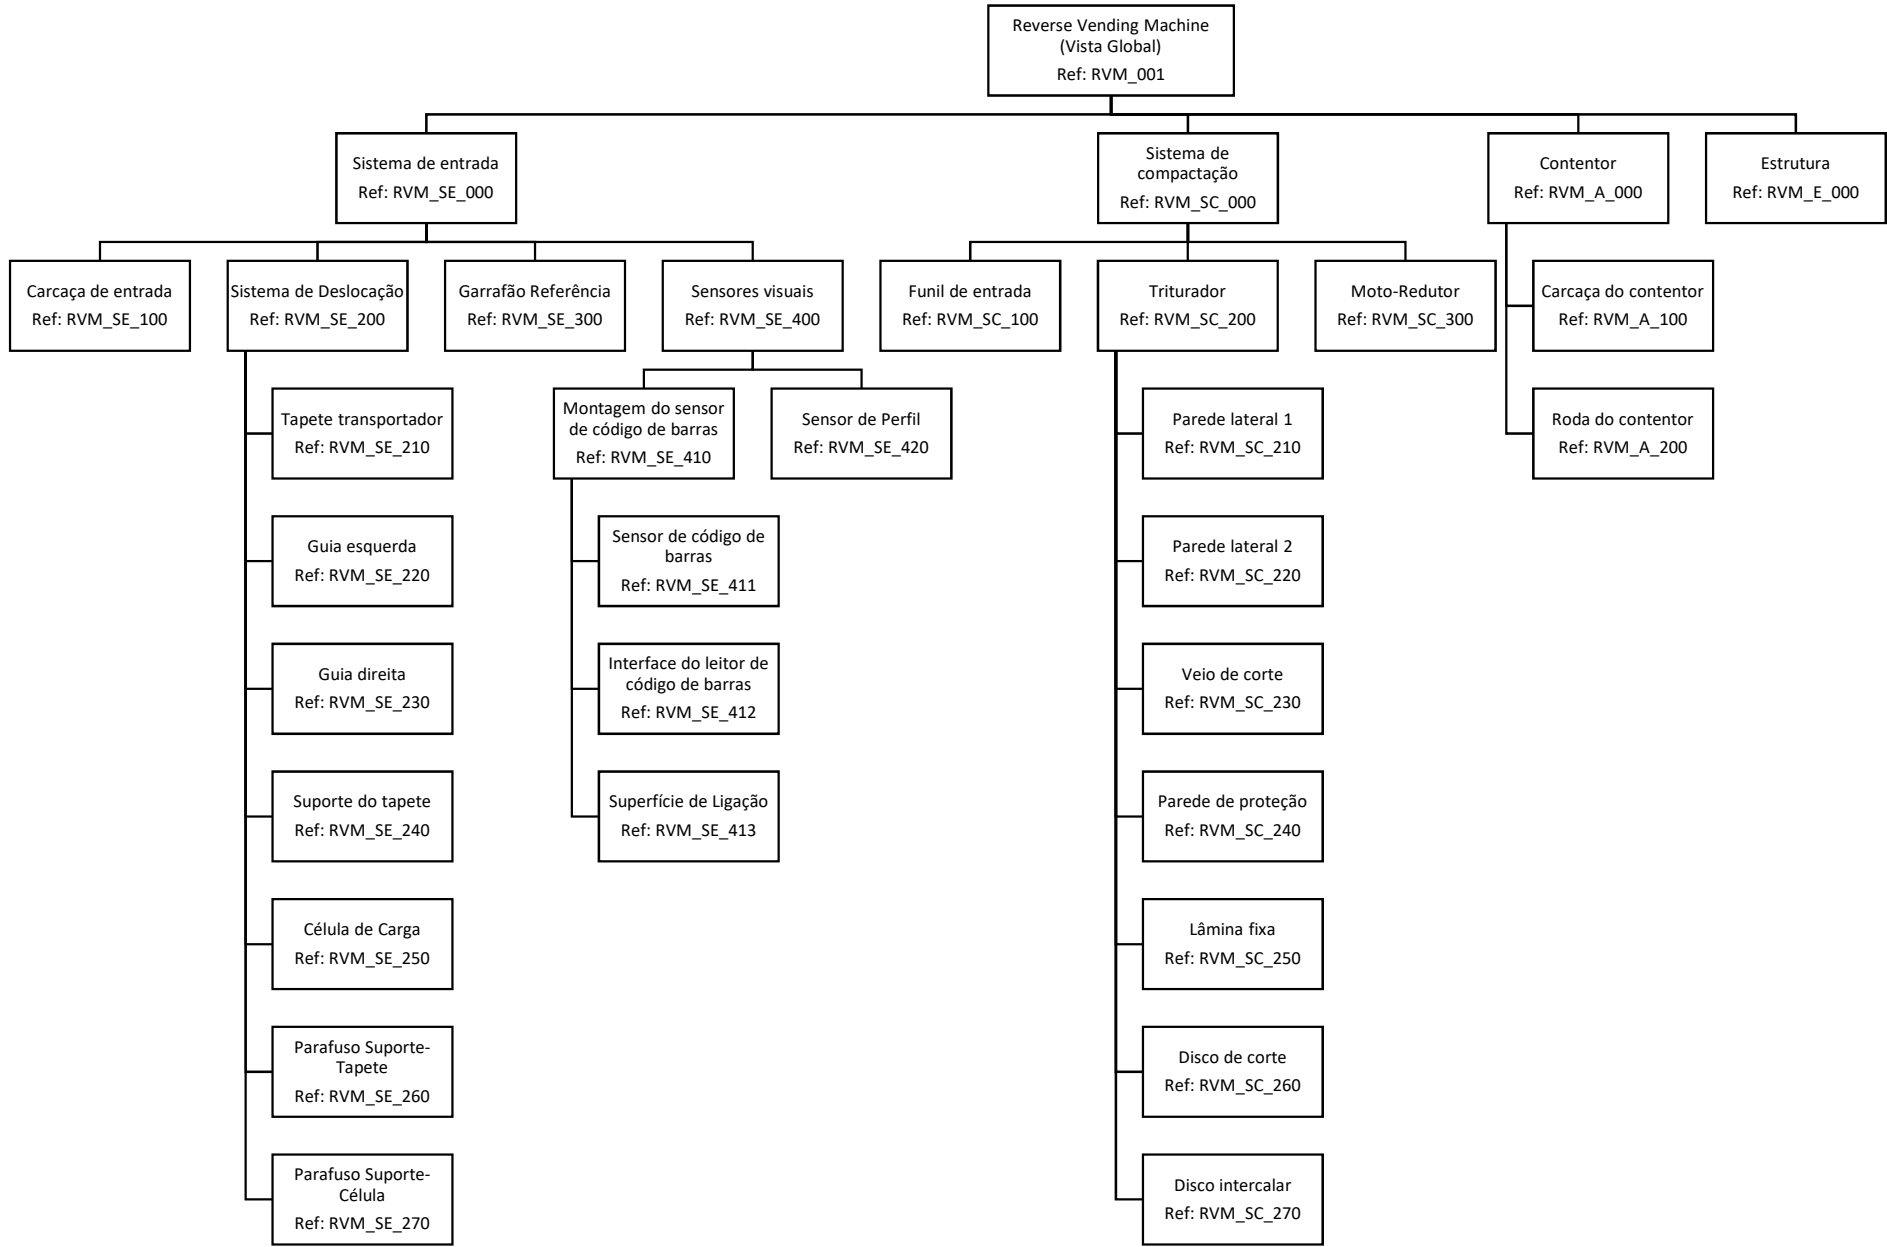 Reverse Vending Machine
(Vista Global)
Ref: RVM_001
Sistema de entrada
Ref: RVM_SE_000
Sistema de
compactação
Ref: RVM_SC_000
Contentor
Ref: RVM_A_000
Estrutura
Ref: RVM_E_000
Carcaça de entrada
Ref: RVM_SE_100
Sistema de Deslocação
Ref: RVM_SE_200
Garrafão Referência
Ref: RVM_SE_300
Sensores visuais
Ref: RVM_SE_400
Funil de entrada
Ref: RVM_SC_100
Triturador
Ref: RVM_SC_200
Moto-Redutor
Ref: RVM_SC_300
Carcaça do contentor
Ref: RVM_A_100
Tapete transportador
Ref: RVM_SE_210
Montagem do sensor
de código de barras
Ref: RVM_SE_410
Sensor de Perfil
Ref: RVM_SE_420
Parede lateral 1
Ref: RVM_SC_210
Roda do contentor
Ref: RVM_A_200
Guia esquerda
Ref: RVM_SE_220
Sensor de código de
barras
Ref: RVM_SE_411
Parede lateral 2
Ref: RVM_SC_220
Guia direita
Ref: RVM_SE_230
Interface do leitor de
código de barras
Ref: RVM_SE_412
Veio de corte
Ref: RVM_SC_230
Suporte do tapete
Ref: RVM_SE_240
Superfície de Ligação
Ref: RVM_SE_413
Parede de proteção
Ref: RVM_SC_240
Célula de Carga
Ref: RVM_SE_250
Lâmina fixa
Ref: RVM_SC_250
Parafuso Suporte-
Tapete
Ref: RVM_SE_260
Disco de corte
Ref: RVM_SC_260
Parafuso Suporte-
Célula
Ref: RVM_SE_270
Disco intercalar
Ref: RVM_SC_270